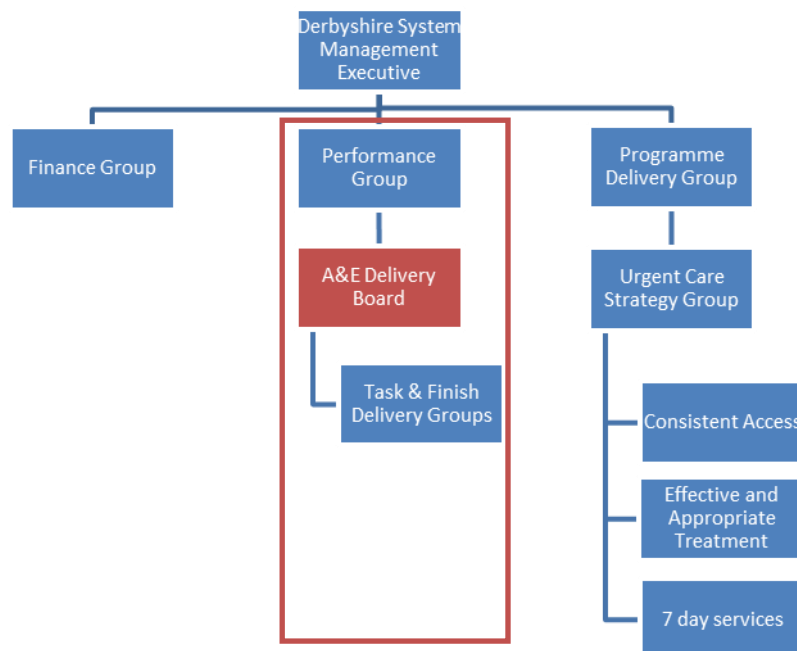 Derbyshire System
Management
Executive
Finance Group
Performance
Group
Programme
Delivery Group
A&E Delivery
Board
Urgent Care
Strategy Group
Task & Finish
Delivery Groups
Consistent Access
Effective and
Appropriate
Treatment
7 day services